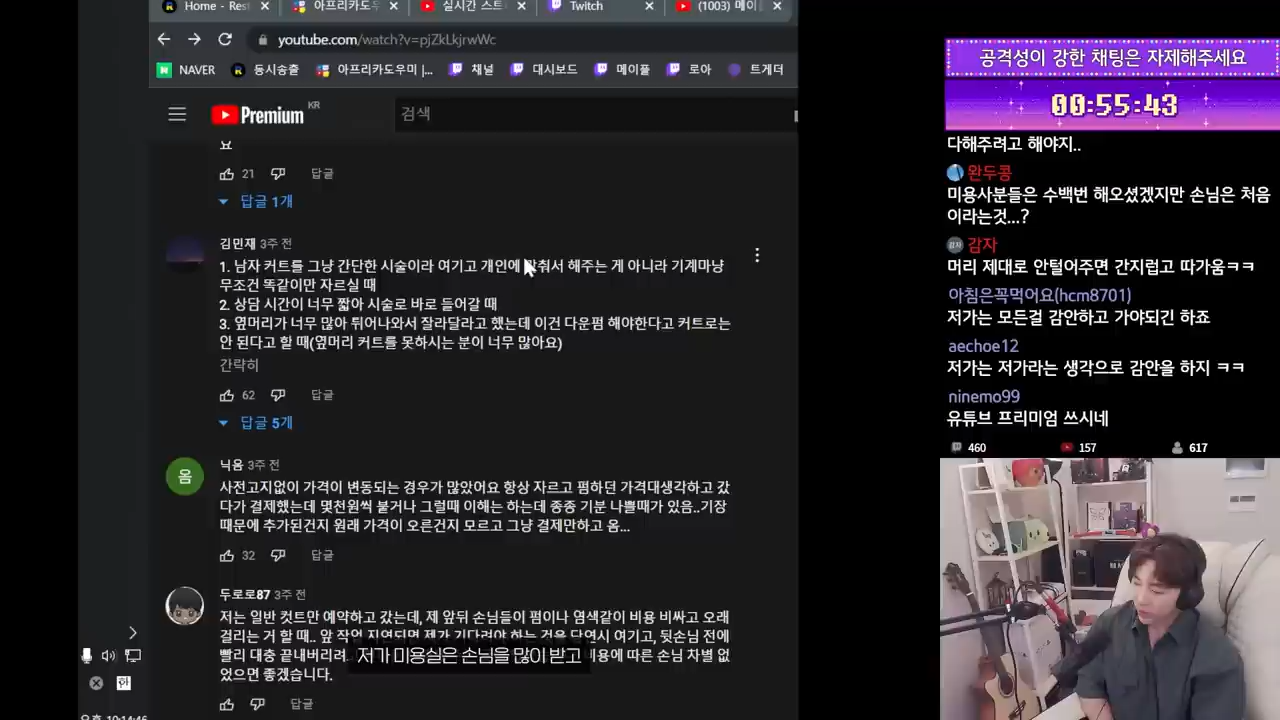 Home - Res
아프리카도우
실시간 스트
Twitch
(1003) 메이
youtube.com/watch?v=pjZkLkjrwWc
NAVER
동시송출
아프리카도우미 |...
채널
대시보드
메이플
로아
트게더
Premium KR
검색
요
21 답글
답글 1개
김민재 3주 전
1. 남자 커트를 그냥 간단한 시술이라 여기고 개인에 맞춰서 해주는 게 아니라 기계마냥
무조건 똑같이만 자르실 때
2. 상담 시간이 너무 짧아 시술로 바로 들어갈 때
3. 옆머리가 너무 많아 튀어나와서 잘라달라고 했는데 이건 다운펌 해야한다고 커트로는
안 된다고 할 때(옆머리 커트를 못하시는 분이 너무 많아요)
간략히
62 답글
답글 5개
옴
닉옴 3주 전
사전고지없이 가격이 변동되는 경우가 많았어요 항상 자르고 펌하던 가격대생각하고 갔
다가 결제했는데 몇천원씩 붙거나 그럴때 이해는 하는데 종종 기분 나쁠때가 있음..기장
때문에 추가된건지 원래 가격이 오른건지 모르고 그냥 결제만하고 옴...
32 답글
두로로87 3주 전
저는 일반 컷트만 예약하고 갔는데, 제 앞뒤 손님들이 펌이나 염색같이 비용 비싸고 오래
걸리는 거 할 때.. 앞 작업 지연되면 제가 기다려야 하는 것을 당연시 여기고, 뒷손님 전에
빨리 대충 끝내버리려. 비용에 따른 손님 차별 없
었으면 좋겠습니다.
답글
저가 미용실은 손님을 많이 받고
한
오후 10:14:46
공격성이 강한 채팅은 자제해주세요
00:55:43
다해주려고 해야지..
완두콩
미용사분들은 수백번 해오셨겠지만 손님은 처음
이라는것...?
감자 감자
머리 제대로 안털어주면 간지럽고 따가움ㅋㅋ
아침은꼭먹어요(hcm8701)
저가는 모든걸 감안하고 가야되긴 하죠
aechoe12
저가는 저가라는 생각으로 감안을 하지 ㅋㅋ
ninemo99
유튜브 프리미엄 쓰시네
460 157 617